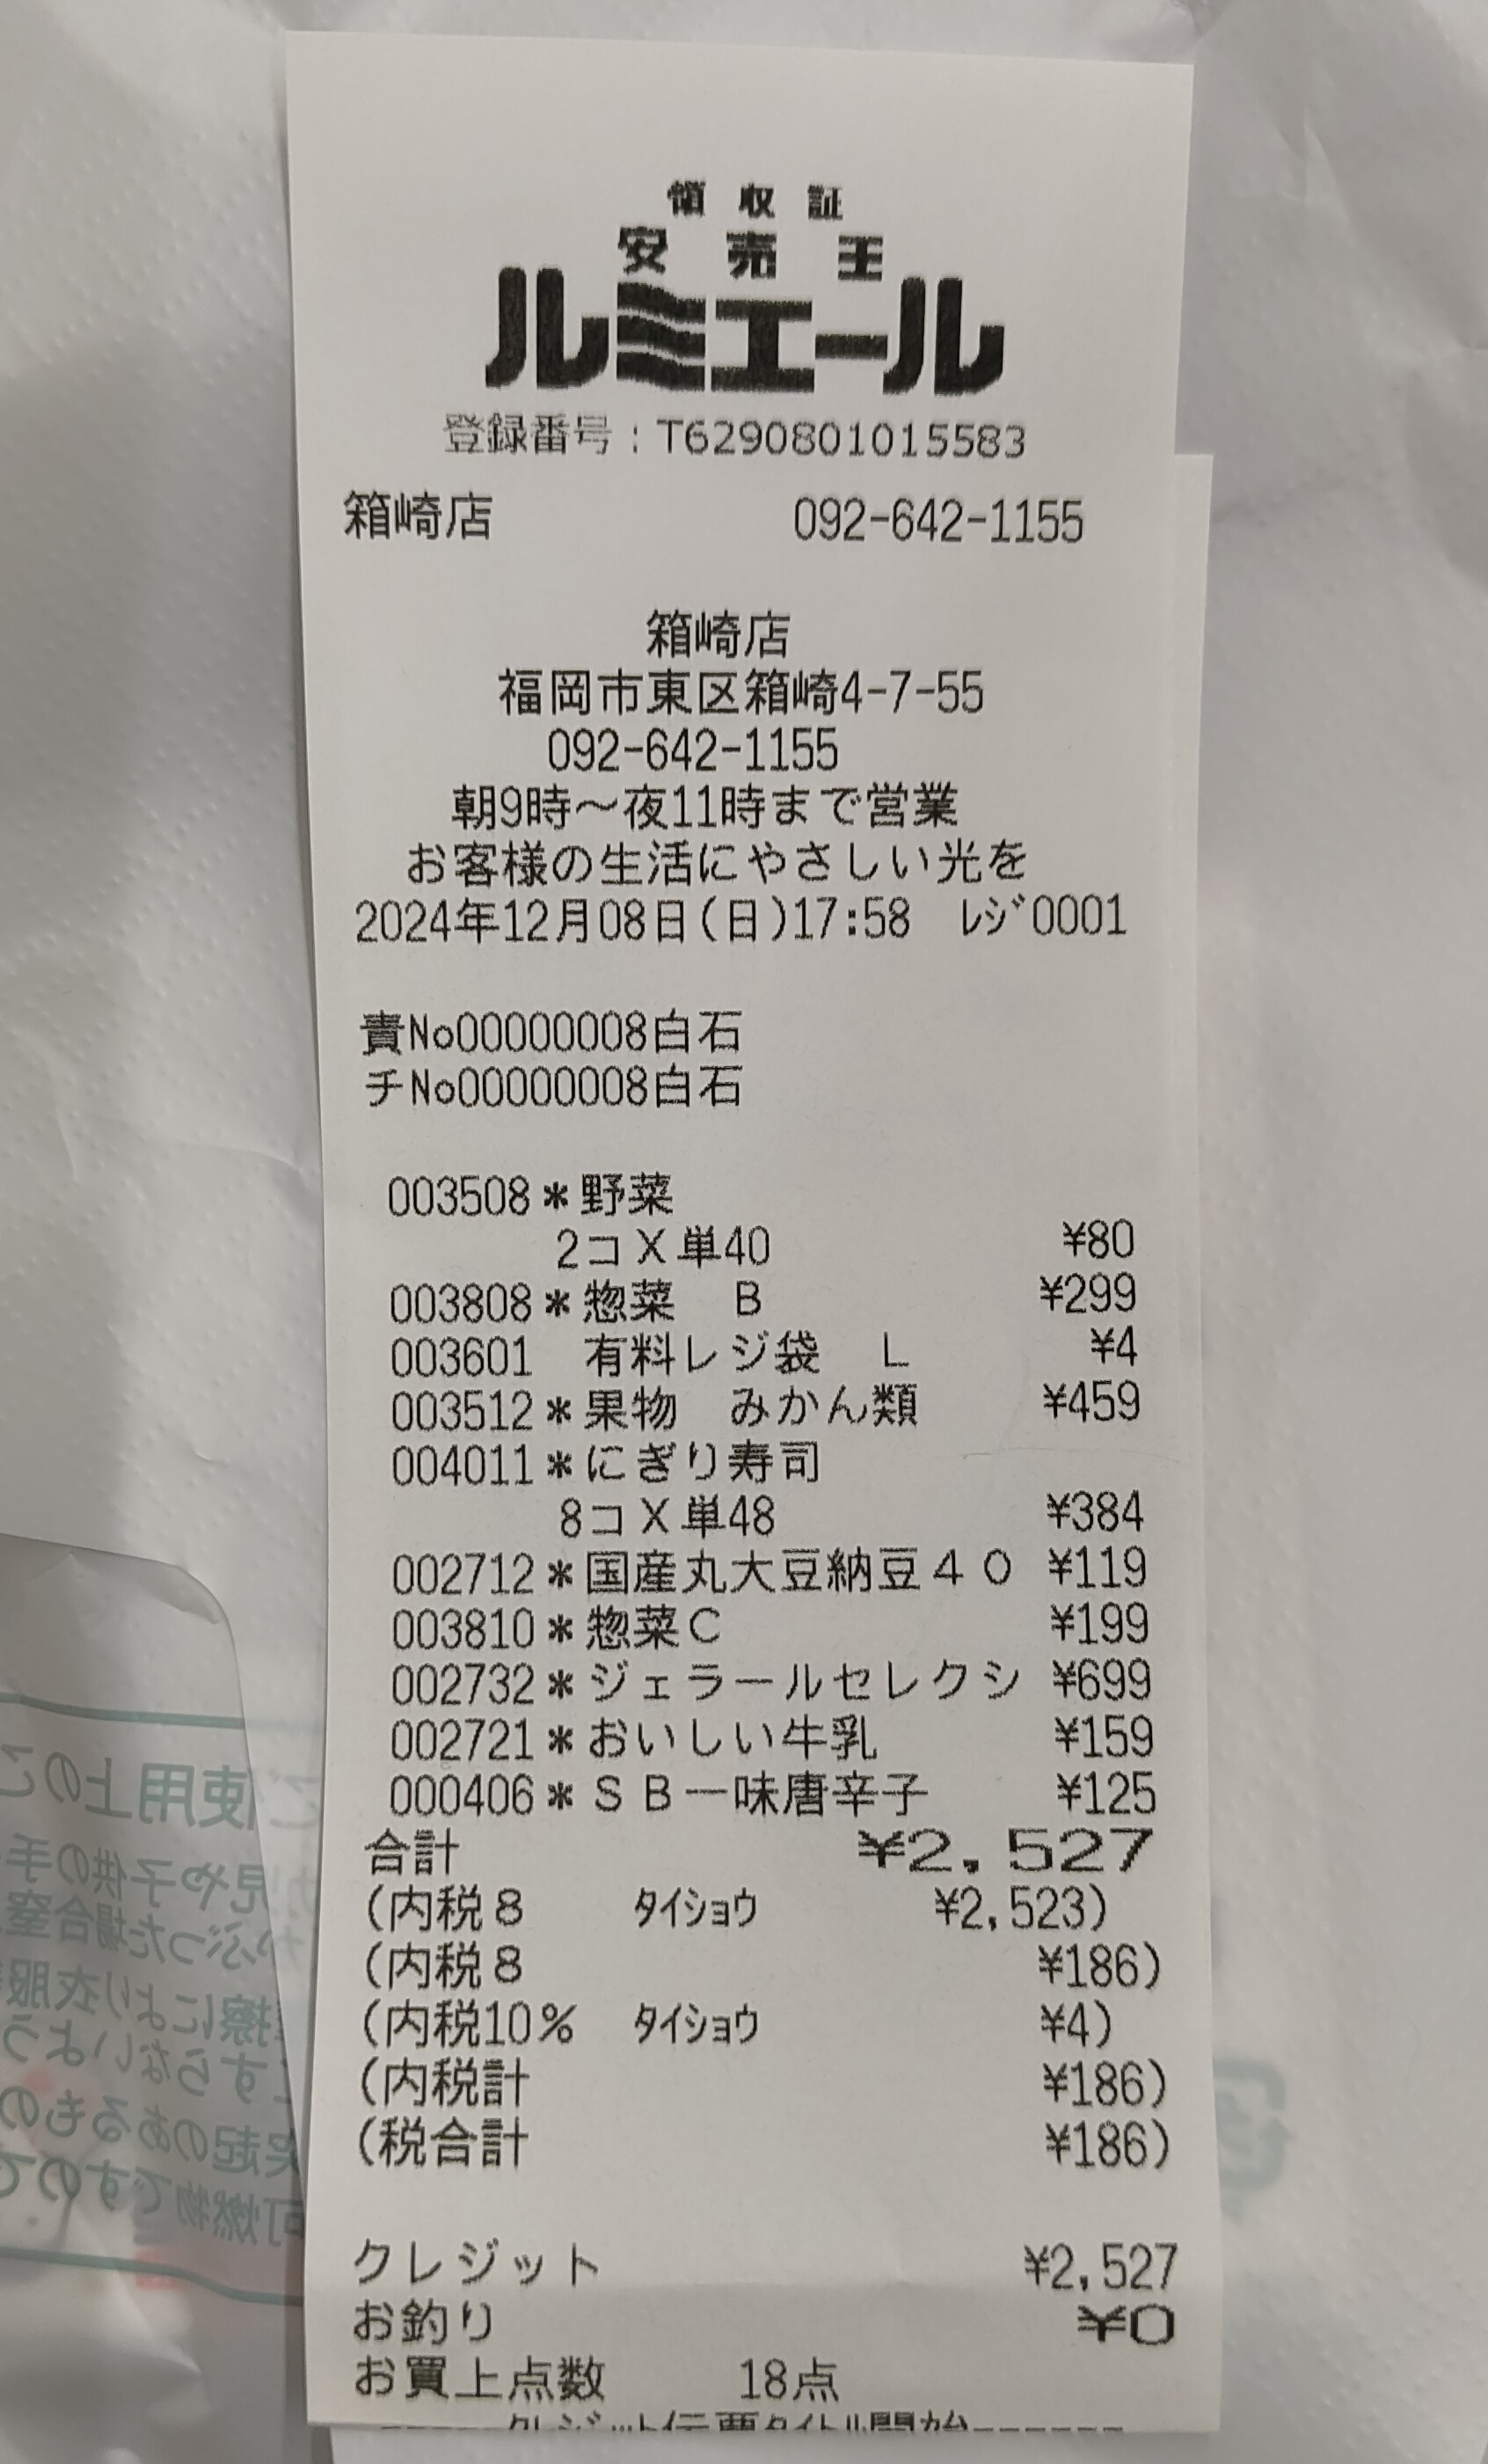 領収証
安売王
ルミエール
登録番号：T6290801015583
箱崎店 092-642-1155
箱崎店
福岡市東区箱崎4-7-55
092-642-1155
朝9時～夜11時まで営業
お客様の生活にやさしい光を
2024年12月08日(日)17:58 ﾚｼﾞ0001
責No00000008白石
チNo00000008白石
003508＊野菜
2コX単40 ¥80
003808＊惣菜　B ¥299
003601 有料レジ袋　L ¥4
003512＊果物　みかん類 ¥459
004011＊にぎり寿司
8コX単48 ¥384
002712＊国産丸大豆納豆４０ ¥119
003810＊惣菜C ¥199
002732＊ジェラールセレクシ ¥699
002721＊おいしい牛乳 ¥159
000406＊ＳＢ一味唐辛子 ¥125
合計 ¥2,527
(内税8 ﾀｲｼｮｳ ¥2,523)
(内税8 ¥186)
(内税10% ﾀｲｼｮｳ ¥4)
(内税計 ¥186)
(税合計 ¥186)
クレジット ¥2,527
お釣り ¥0
お買上点数 18点